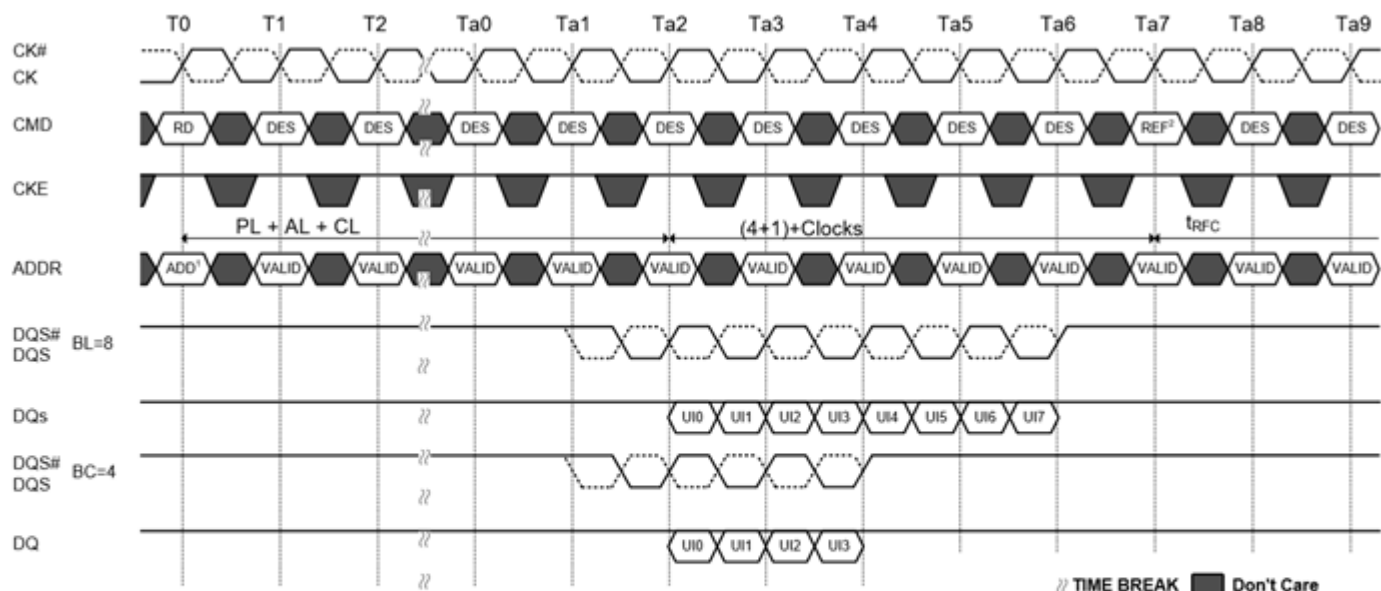 T0 T1 T2 Ta0 Ta1 Ta2 Ta3 Ta4 Ta5 Ta6 Ta7 Ta8 Ta9
CK#
CK
CMD RD DES DES DES DES DES DES DES DES DES REF² DES DES
CKE
PL + AL + CL (4+1)+Clocks tRFC
ADDR ADD¹ VALID VALID VALID VALID VALID VALID VALID VALID VALID VALID VALID VALID
DQS# BL=8
DQS
DQs UI0 UI1 UI2 UI3 UI4 UI5 UI6 UI7
DQS# BC=4
DQS
DQ UI0 UI1 UI2 UI3
TIME BREAK Don't Care